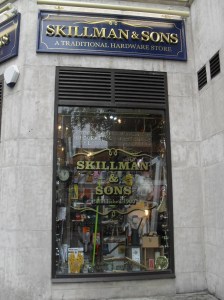 SKILLMAN & SONS
A TRADITIONAL HARDWARE STORE
SKILLMAN
&
SONS